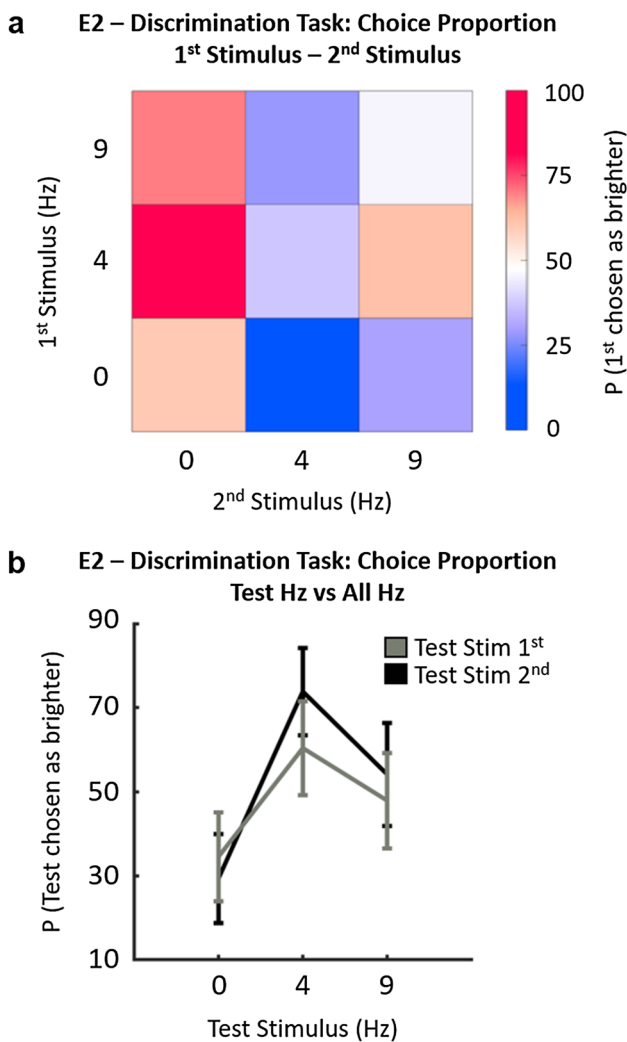 a
E2 – Discrimination Task: Choice Proportion
1st Stimulus – 2nd Stimulus
1st Stimulus (Hz)
9
4
0
0 4 9
2nd Stimulus (Hz)
100
75
50
25
0
P (1st chosen as brighter)
b
E2 – Discrimination Task: Choice Proportion
Test Hz vs All Hz
P (Test chosen as brighter)
90
70
50
30
10
Test Stim 1st
Test Stim 2nd
0 4 9
Test Stimulus (Hz)